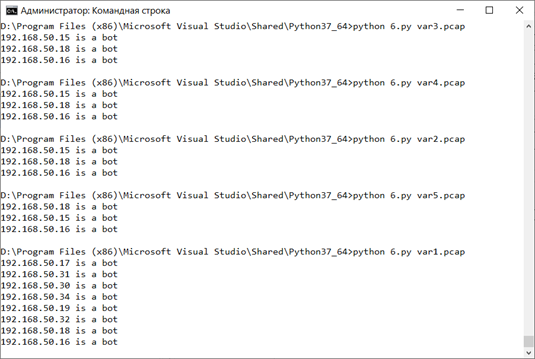 Администратор: Командная строка
D:\Program Files (x86)\Microsoft Visual Studio\Shared\Python37_64>python 6.py var3.pcap
192.168.50.15 is a bot
192.168.50.18 is a bot
192.168.50.16 is a bot
D:\Program Files (x86)\Microsoft Visual Studio\Shared\Python37_64>python 6.py var4.pcap
192.168.50.15 is a bot
192.168.50.18 is a bot
192.168.50.16 is a bot
D:\Program Files (x86)\Microsoft Visual Studio\Shared\Python37_64>python 6.py var2.pcap
192.168.50.15 is a bot
192.168.50.18 is a bot
192.168.50.16 is a bot
D:\Program Files (x86)\Microsoft Visual Studio\Shared\Python37_64>python 6.py var5.pcap
192.168.50.18 is a bot
192.168.50.15 is a bot
192.168.50.16 is a bot
D:\Program Files (x86)\Microsoft Visual Studio\Shared\Python37_64>python 6.py var1.pcap
192.168.50.17 is a bot
192.168.50.31 is a bot
192.168.50.30 is a bot
192.168.50.34 is a bot
192.168.50.19 is a bot
192.168.50.32 is a bot
192.168.50.18 is a bot
192.168.50.16 is a bot